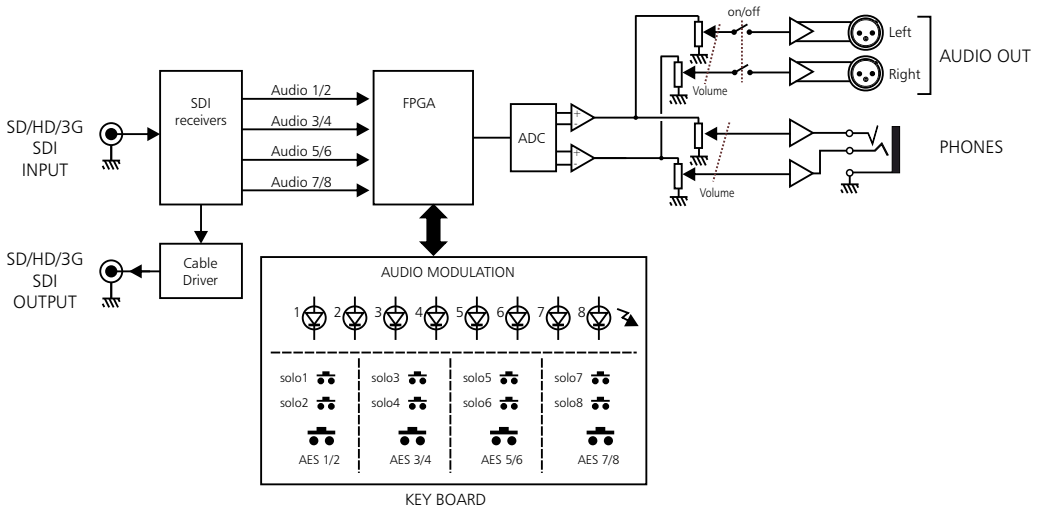 SD/HD/3G
SDI
INPUT
SDI
receivers
Audio 1/2
Audio 3/4
Audio 5/6
Audio 7/8
FPGA
ADC
+
-
+
-
on/off
Volume
Left
Right
AUDIO OUT
Volume
PHONES
SD/HD/3G
SDI
OUTPUT
Cable
Driver
AUDIO MODULATION
1 2 3 4 5 6 7 8
solo1 solo3 solo5 solo7
solo2 solo4 solo6 solo8
AES 1/2 AES 3/4 AES 5/6 AES 7/8
KEY BOARD